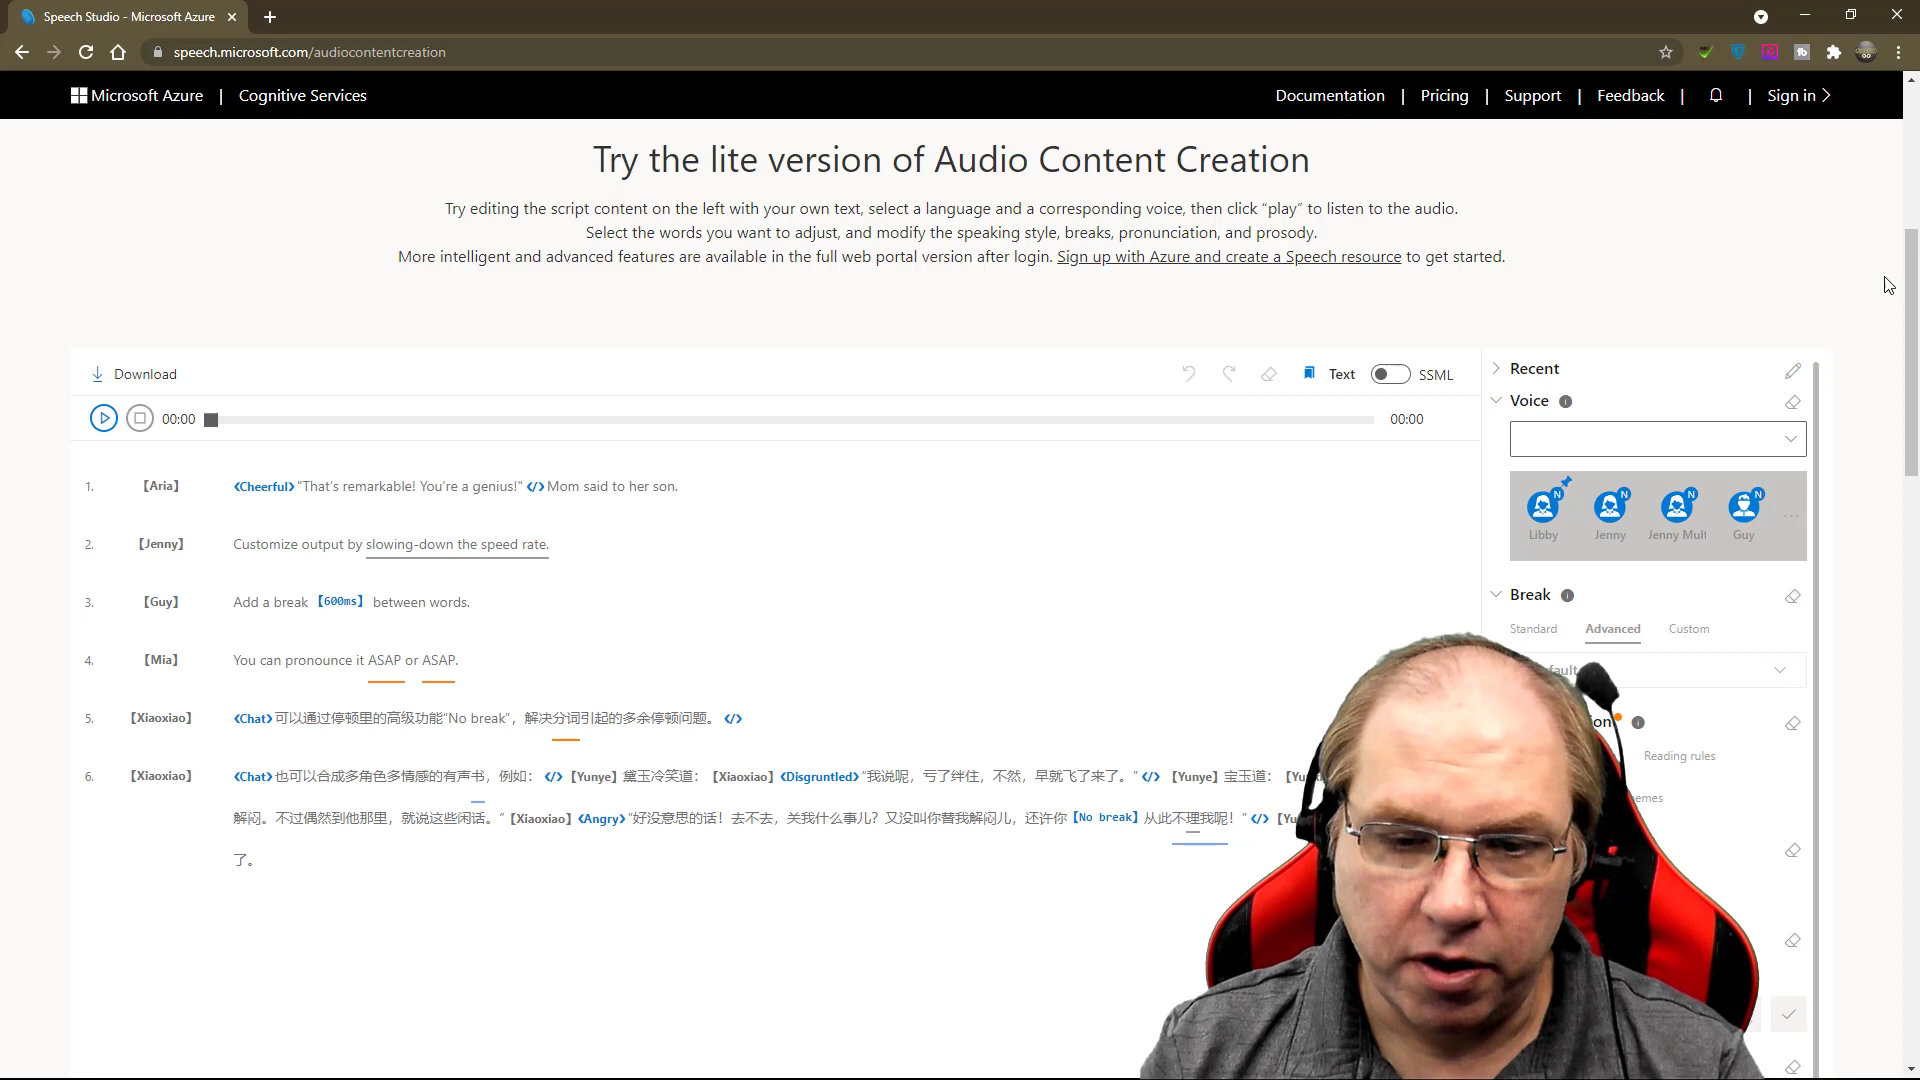 Speech Studio - Microsoft Azure
speech.microsoft.com/audiocontentcreation
Microsoft Azure | Cognitive Services
Documentation | Pricing | Support | Feedback | | Sign in
Try the lite version of Audio Content Creation
Try editing the script content on the left with your own text, select a language and a corresponding voice, then click “play” to listen to the audio.
Select the words you want to adjust, and modify the speaking style, breaks, pronunciation, and prosody.
More intelligent and advanced features are available in the full web portal version after login. Sign up with Azure and create a Speech resource to get started.
Download
Text
SSML
00:00
00:00
1. 【Aria】 <Cheerful> "That’s remarkable! You’re a genius!" </> Mom said to her son.
2. 【Jenny】 Customize output by slowing-down the speed rate.
3. 【Guy】 Add a break 【600ms】 between words.
4. 【Mia】 You can pronounce it ASAP or ASAP.
5. 【Xiaoxiao】 <Chat> 可以通过停顿里的高级功能“No break”，解决分词引起的多余停顿问题。 </>
6. 【Xiaoxiao】 <Chat> 也可以合成多角色多情感的有声书，例如： </> 【Yunye】 黛玉冷笑道： 【Xiaoxiao】 <Disgruntled> “我说呢，亏了绊住，不然，早就飞了来了。” </> 【Yunye】 宝玉道：
解闷。不过偶然到他那里，就说这些闲话。” 【Xiaoxiao】 <Angry> “好没意思的话！去不去，关我什么事儿？又没叫你替我解闷儿，还许你 【No break】 从此不理我呢！” </>
了。
Recent
Voice
N N N N
Libby Jenny Jenny Mult Guy
Break
Standard Advanced Custom
Reading rules